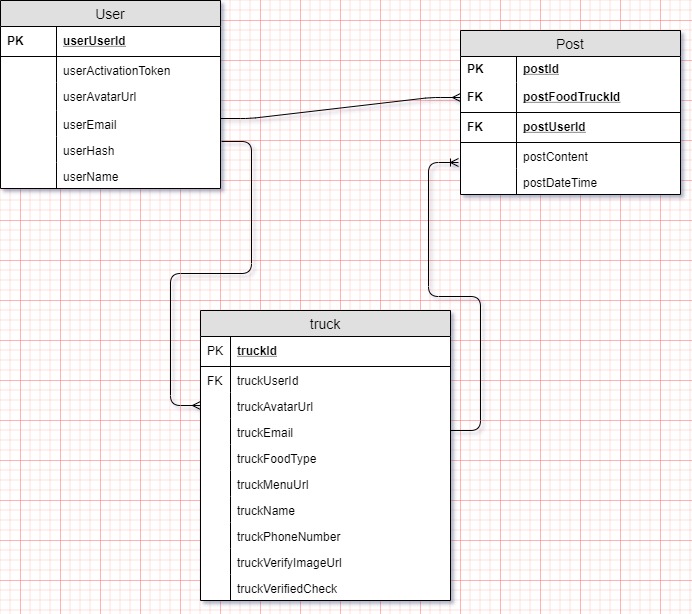 User
PK userUserId
userActivationToken
userAvatarUrl
userEmail
userHash
userName
Post
PK postId
FK postFoodTruckId
FK postUserId
postContent
postDateTime
truck
PK truckId
FK truckUserId
truckAvatarUrl
truckEmail
truckFoodType
truckMenuUrl
truckName
truckPhoneNumber
truckVerifyImageUrl
truckVerifiedCheck